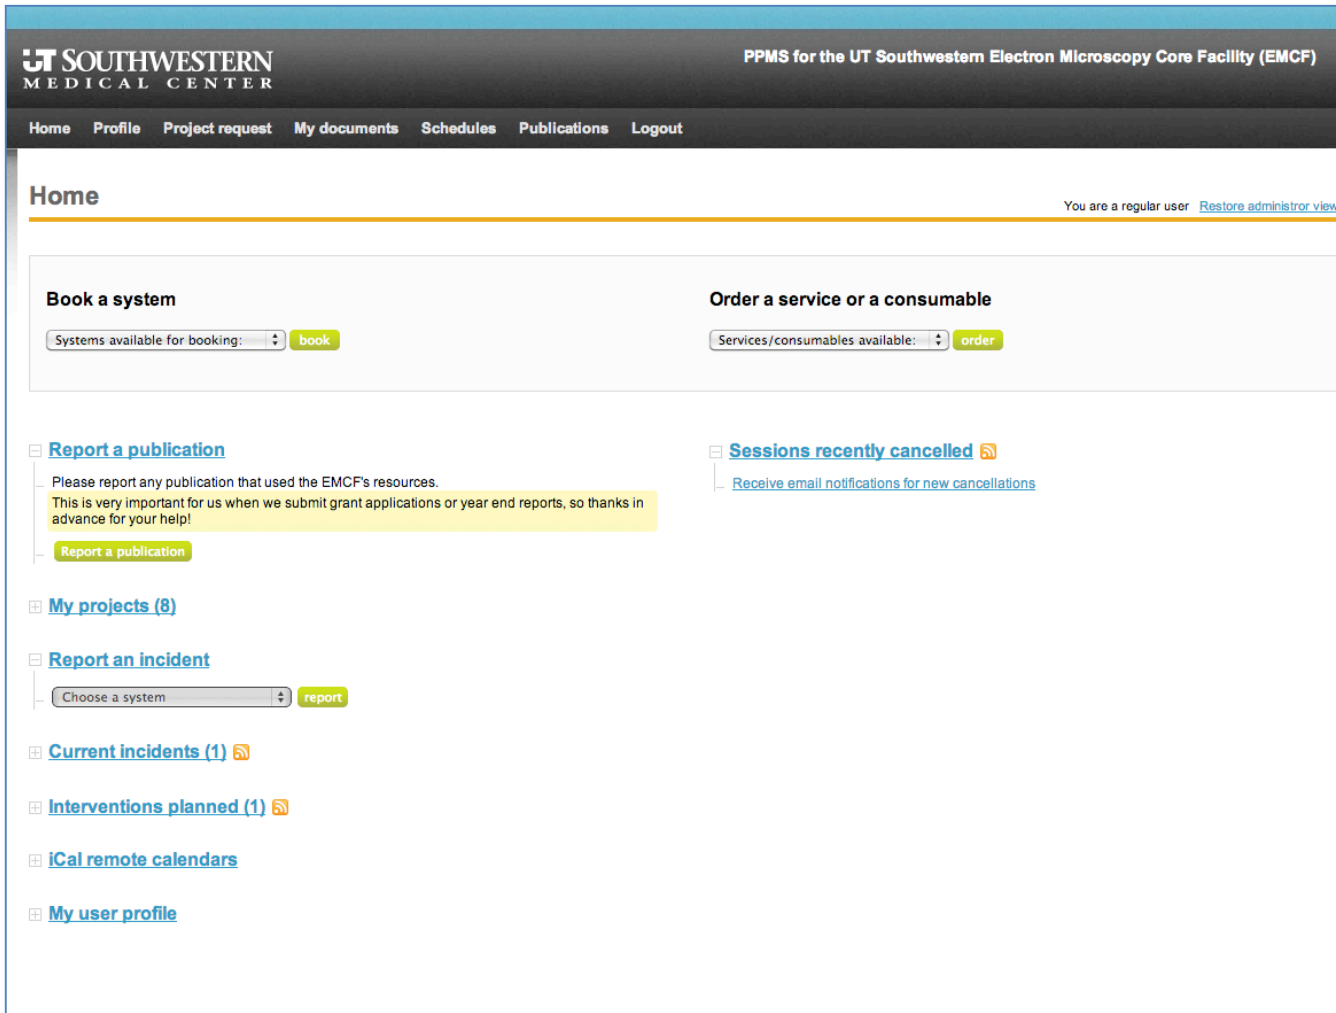 UT SOUTHWESTERN
MEDICAL CENTER
PPMS for the UT Southwestern Electron Microscopy Core Facility (EMCF)
Home Profile Project request My documents Schedules Publications Logout
Home
You are a regular user Restore administror view
Book a system
Systems available for booking: book
Order a service or a consumable
Services/consumables available: order
Report a publication
Please report any publication that used the EMCF's resources.
This is very important for us when we submit grant applications or year end reports, so thanks in
advance for your help!
Report a publication
Sessions recently cancelled
Receive email notifications for new cancellations
My projects (8)
Report an incident
Choose a system report
Current incidents (1)
Interventions planned (1)
iCal remote calendars
My user profile